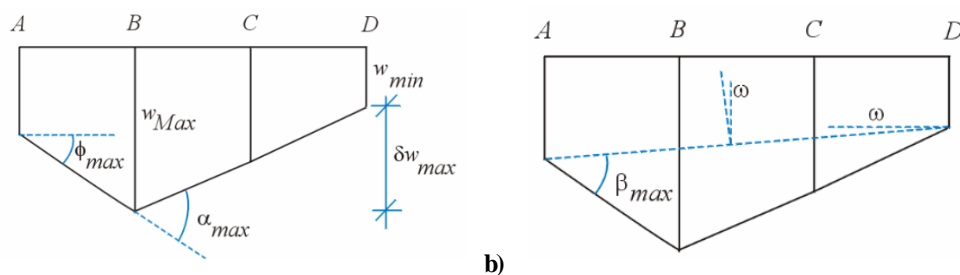 A B C D
w_min
w_Max
ϕ_max
δw_max
α_max
b)
A B C D
ω
ω
β_max